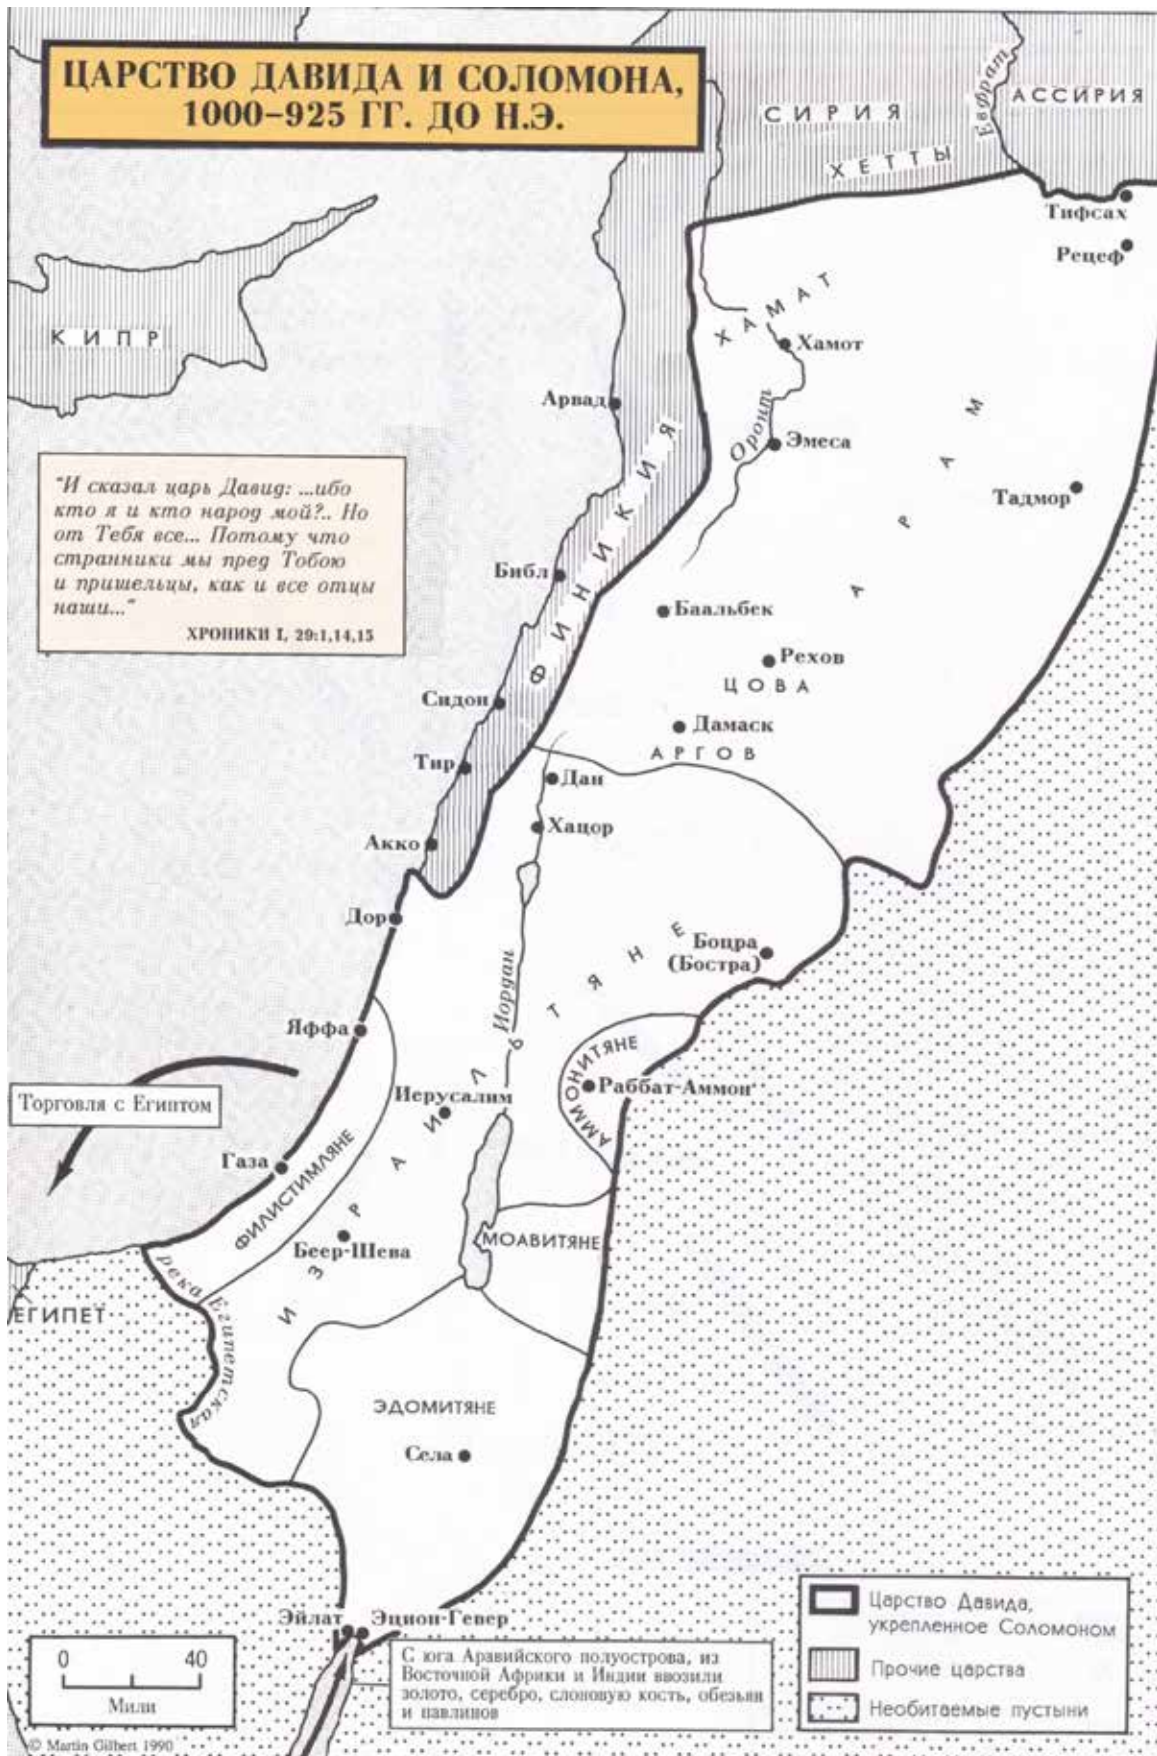 ЦАРСТВО ДАВИДА И СОЛОМОНА,
1000–925 ГГ. ДО Н.Э.
СИРИЯ
ХЕТТЫ
Евфрат
АССИРИЯ
Тифсах
Рецеф
КИПР
ХАМАТ
Хамот
Арвад
Оронт
Эмеса
АРАМ
Тадмор
ФИНИКИЯ
"И сказал царь Давид: ...ибо
кто я и кто народ мой?.. Но
от Тебя все... Потому что
странники мы пред Тобою
и пришельцы, как и все отцы
наши..."
ХРОНИКИ I, 29:1,14,15
Библ
Баальбек
Рехов
ЦОВА
Сидон
Дамаск
АРГОВ
Тир
Дан
Хацор
Акко
Дор
Боцра
(Бостра)
Иордан
ИЗРАИЛЬТЯНЕ
Яффа
АММОНИТЯНЕ
Раббат-Аммон
Торговля с Египтом
Иерусалим
Газа
ФИЛИСТИМЛЯНЕ
Беер-Шева
МОАВИТЯНЕ
река Египетская
ЕГИПЕТ
ЭДОМИТЯНЕ
Села
Эйлат
Эцион-Гевер
С юга Аравийского полуострова, из
Восточной Африки и Индии ввозили
золото, серебро, слоновую кость, обезьян
и павлинов
0 40
Мили
Царство Давида,
укрепленное Соломоном
Прочие царства
Необитаемые пустыни
© Martin Gilbert 1990